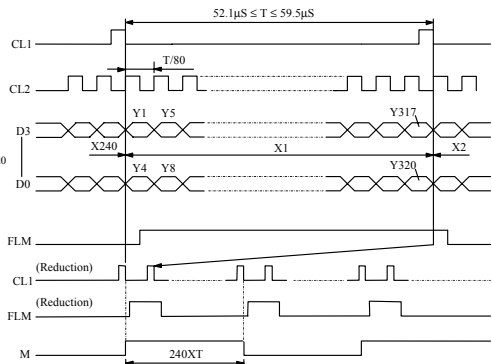 52.1µS ≤ T ≤ 59.5µS
CL1
T/80
CL2
Y1 Y5 Y317
D3
X240 X1 X2
Y4 Y8 Y320
D0
FLM
(Reduction)
CL1
(Reduction)
FLM
M
240XT